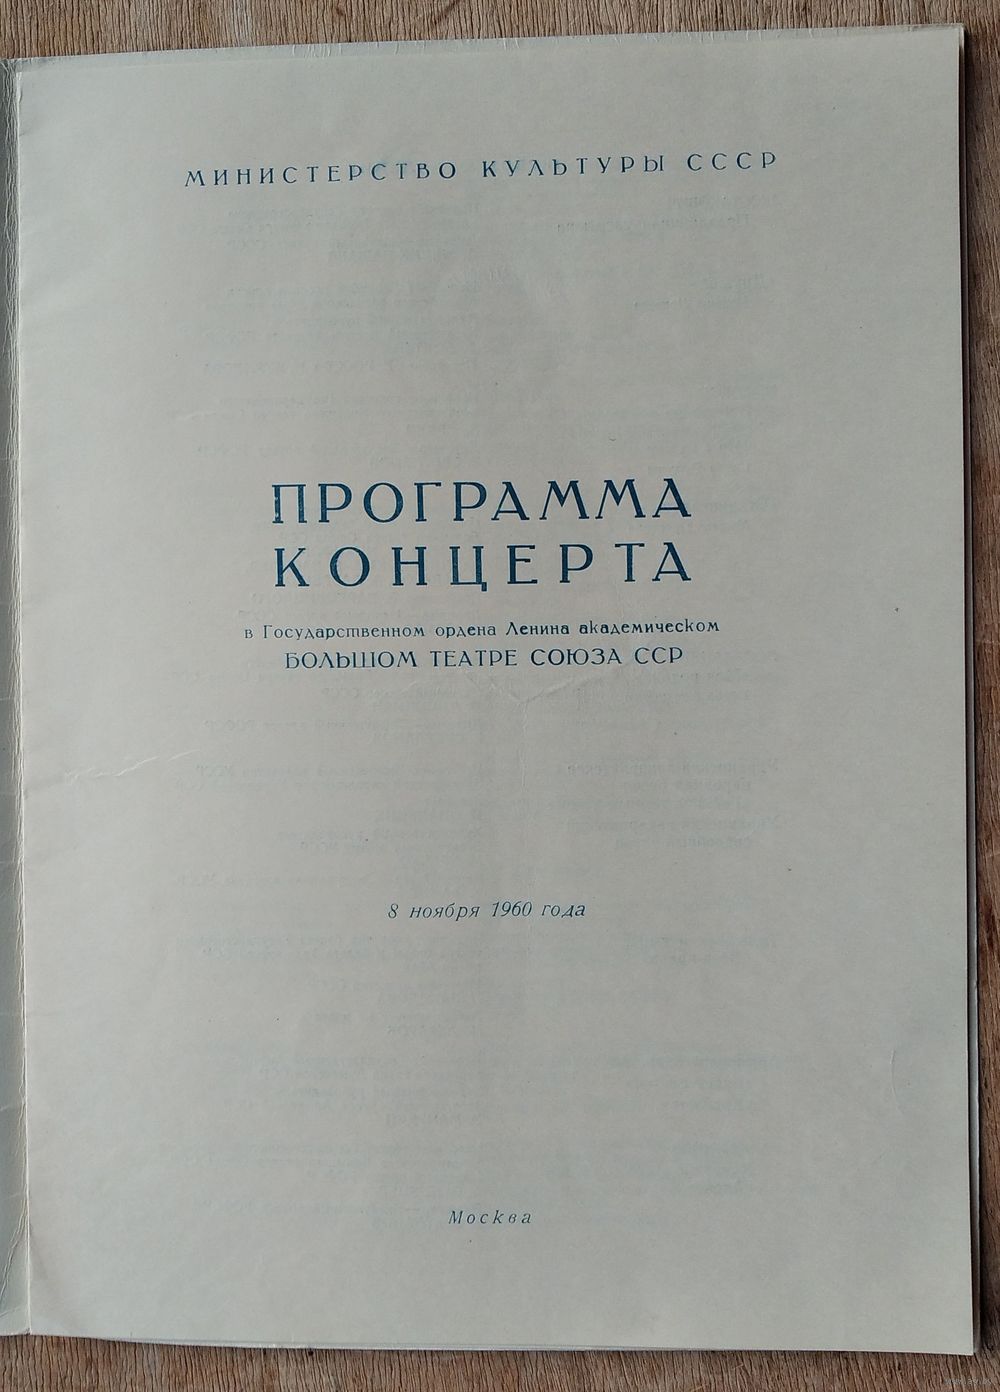 МИНИСТЕРСТВО КУЛЬТУРЫ СССР
ПРОГРАММА
КОНЦЕРТА
в Государственном ордена Ленина академическом
БОЛЬШОМ ТЕАТРЕ СОЮЗА ССР
8 ноября 1960 года
Москва